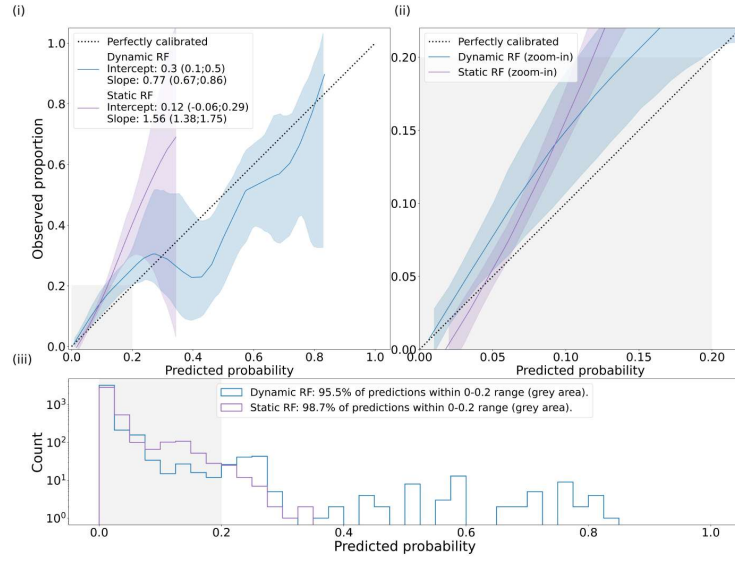 (i)
Perfectly calibrated
Dynamic RF
Intercept: 0.3 (0.1;0.5)
Slope: 0.77 (0.67;0.86)
Static RF
Intercept: 0.12 (-0.06;0.29)
Slope: 1.56 (1.38;1.75)
1.0
0.8
0.6
0.4
0.2
0.0
Observed proportion
0.0 0.2 0.4 0.6 0.8 1.0
Predicted probability
(ii)
Perfectly calibrated
Dynamic RF (zoom-in)
Static RF (zoom-in)
0.20
0.15
0.10
0.05
0.00
0.00 0.05 0.10 0.15 0.20
Predicted probability
(iii)
Dynamic RF: 95.5% of predictions within 0-0.2 range (grey area).
Static RF: 98.7% of predictions within 0-0.2 range (grey area).
10³
10²
10¹
10⁰
Count
0.0 0.2 0.4 0.6 0.8 1.0
Predicted probability